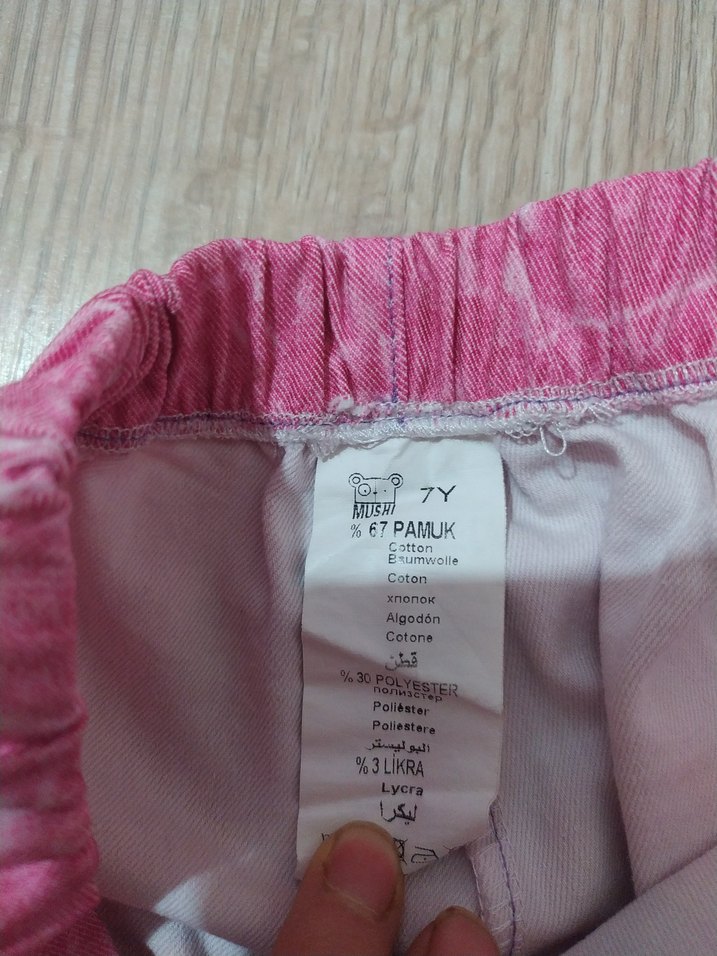 7Y
MUSHI
% 67 PAMUK
Cotton
Baumwolle
Coton
хлопок
Algodón
Cotone
قطن
% 30 POLYESTER
полиэстер
Poliéster
Poliestere
البوليستر
% 3 LİKRA
Lycra
ليكرا